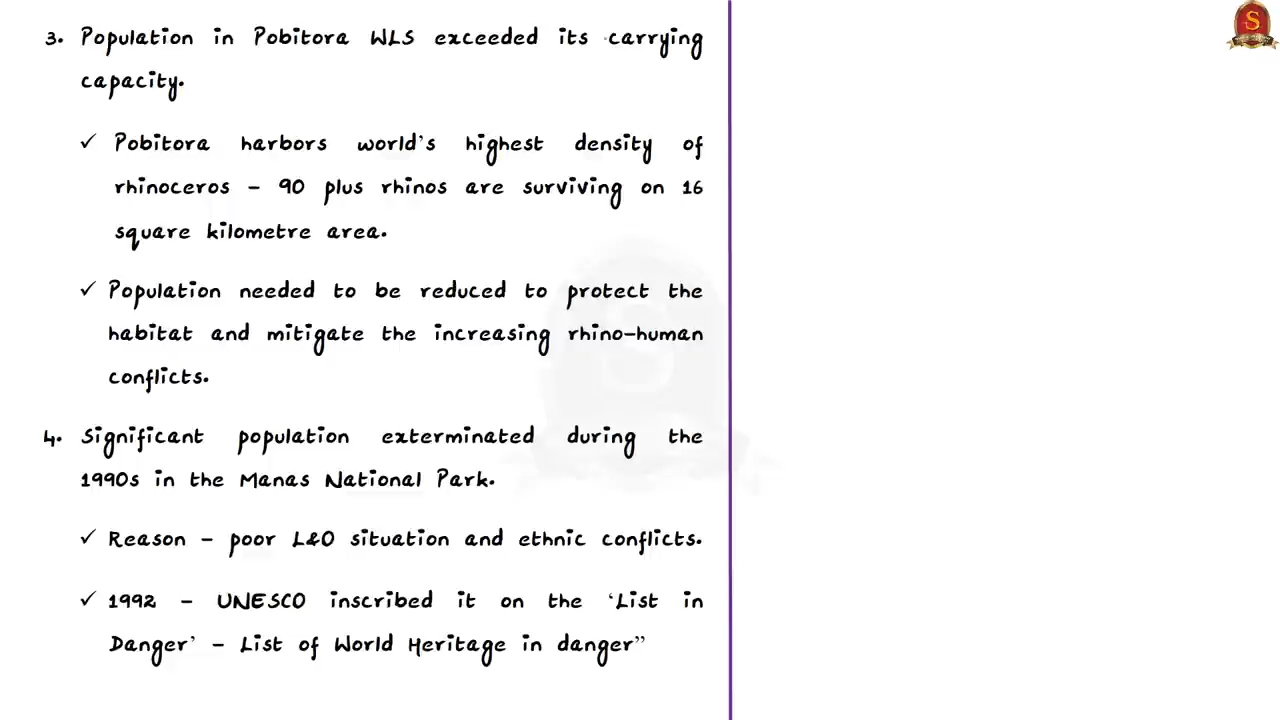 3. Population in Pobitora WLS exceeded its carrying
capacity.
✓ Pobitora harbors world's highest density of
rhinoceros – 90 plus rhinos are surviving on 16
square kilometre area.
✓ Population needed to be reduced to protect the
habitat and mitigate the increasing rhino-human
conflicts.
4. Significant population exterminated during the
1990s in the Manas National Park.
✓ Reason – poor L&O situation and ethnic conflicts.
✓ 1992 – UNESCO inscribed it on the ‘List in
Danger’ – List of World Heritage in danger”
S
S